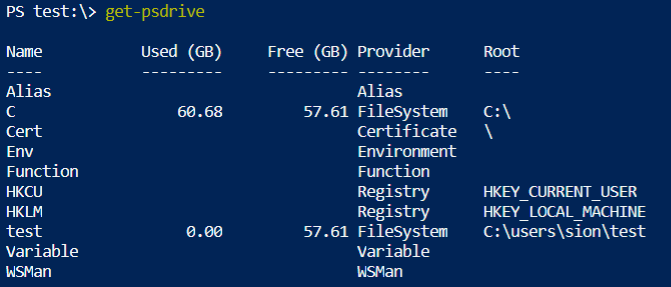 PS test:\> get-psdrive
Name Used (GB) Free (GB) Provider Root
---- --------- --------- -------- ----
Alias Alias
C 60.68 57.61 FileSystem C:\
Cert Certificate \
Env Environment
Function Function
HKCU Registry HKEY_CURRENT_USER
HKLM Registry HKEY_LOCAL_MACHINE
test 0.00 57.61 FileSystem C:\users\sion\test
Variable Variable
WSMan WSMan